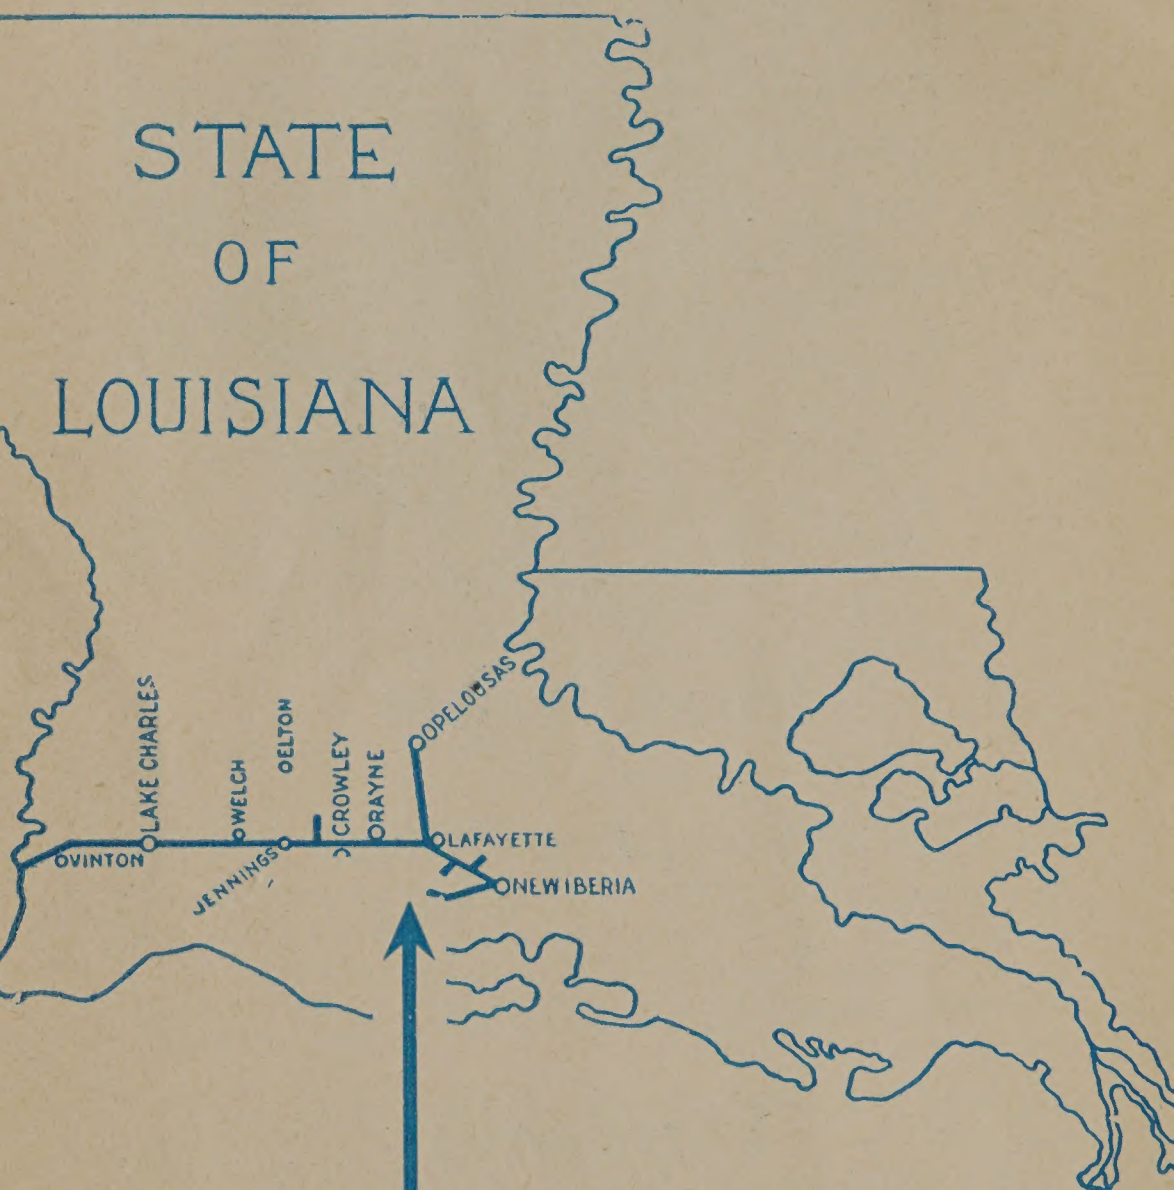 STATE
OF
LOUISIANA
OPELOUSAS
LAKE CHARLES
WELCH
ELTON
CROWLEY
RAYNE
LAFAYETTE
VINTON
JENNINGS
NEW IBERIA